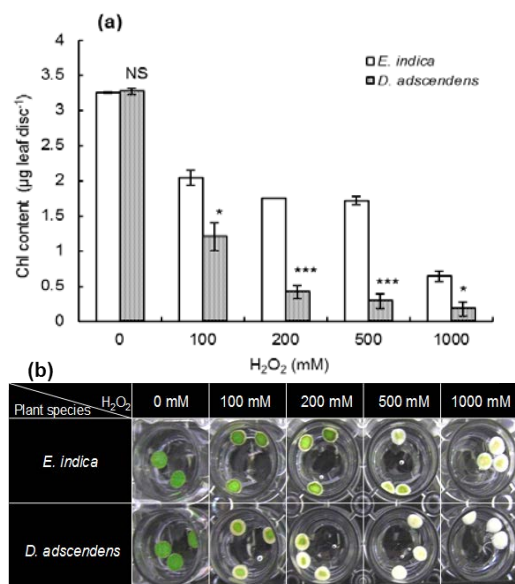 (a)
NS
E. indica
D. adscendens
Chl content (µg leaf disc⁻¹)
4
3.5
3
2.5
2
1.5
1
0.5
0
*
***
***
*
0 100 200 500 1000
H₂O₂ (mM)
(b)
H₂O₂
Plant species
0 mM 100 mM 200 mM 500 mM 1000 mM
E. indica
D. adscendens